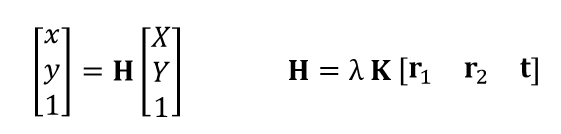 [x y 1] = H [X Y 1]
H = λ K [r₁ r₂ t]